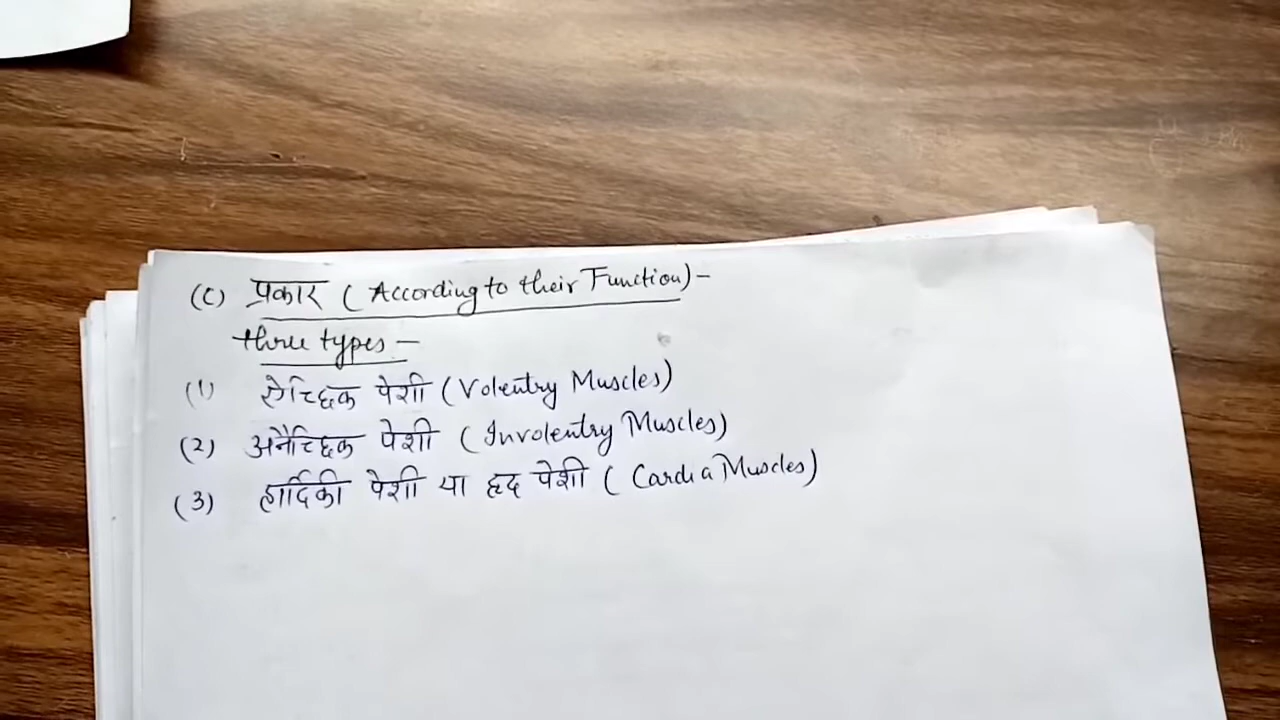 (C) प्रकार ( According to their Function) -
three types -
(1) ऐच्छिक पेशी ( Volentry Muscles)
(2) अनैच्छिक पेशी ( Involentry Muscles)
(3) हार्दिकी पेशी या हृद पेशी ( Cardia Muscles)